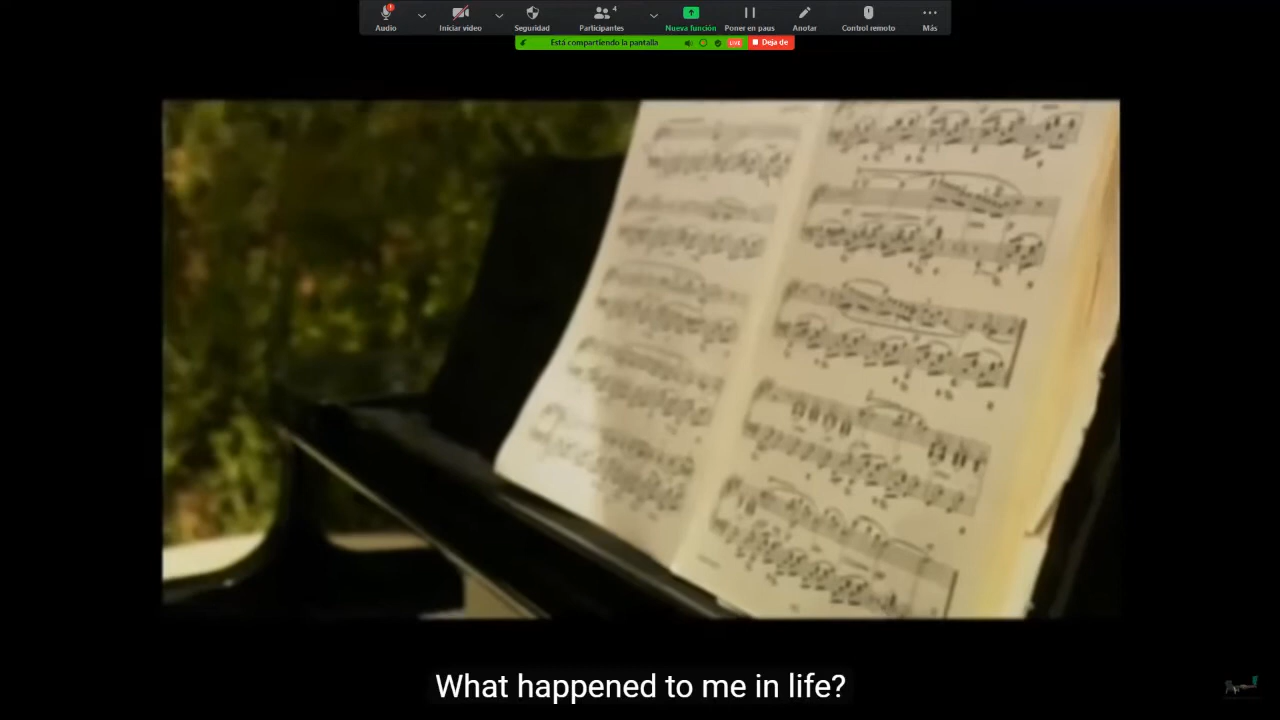 Audio
Iniciar video
Seguridad
4
Participantes
Nueva función
Poner en paus
Anotar
Control remoto
Más
Está compartiendo la pantalla
LIVE
Deja de
What happened to me in life?